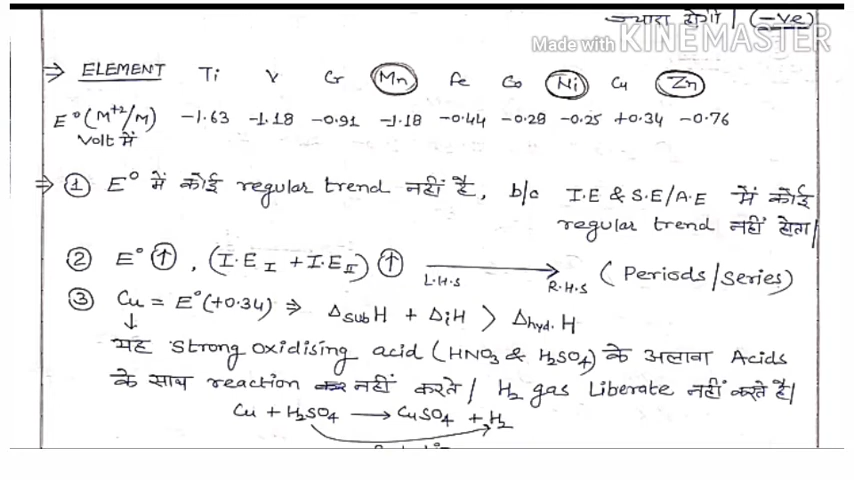 ज्यादा होगी | (-ve)
Made with KINEMASTER
⇒ ELEMENT Ti V Cr Mn Fe Co Ni Cu Zn
E° (M⁺²/M) -1.63 -1.18 -0.91 -1.18 -0.44 -0.28 -0.25 +0.34 -0.76
Volt में
⇒ ① E° में कोई regular trend नहीं है, b/c I.E & S.E/A.E में कोई
regular trend नहीं होता|
② E° ↑, (I.E I + I.E II) ↑ L.H.S → R.H.S (Periods/Series)
③ Cu = E° (+0.34) ⇒ Δsub H + Δi H > Δhyd. H
↓
यह strong oxidising acid (HNO₃ & H₂SO₄) के अलावा Acids
के साथ reaction नहीं करते| H₂ gas Liberate नहीं करते है|
Cu + H₂SO₄ → CuSO₄ + H₂